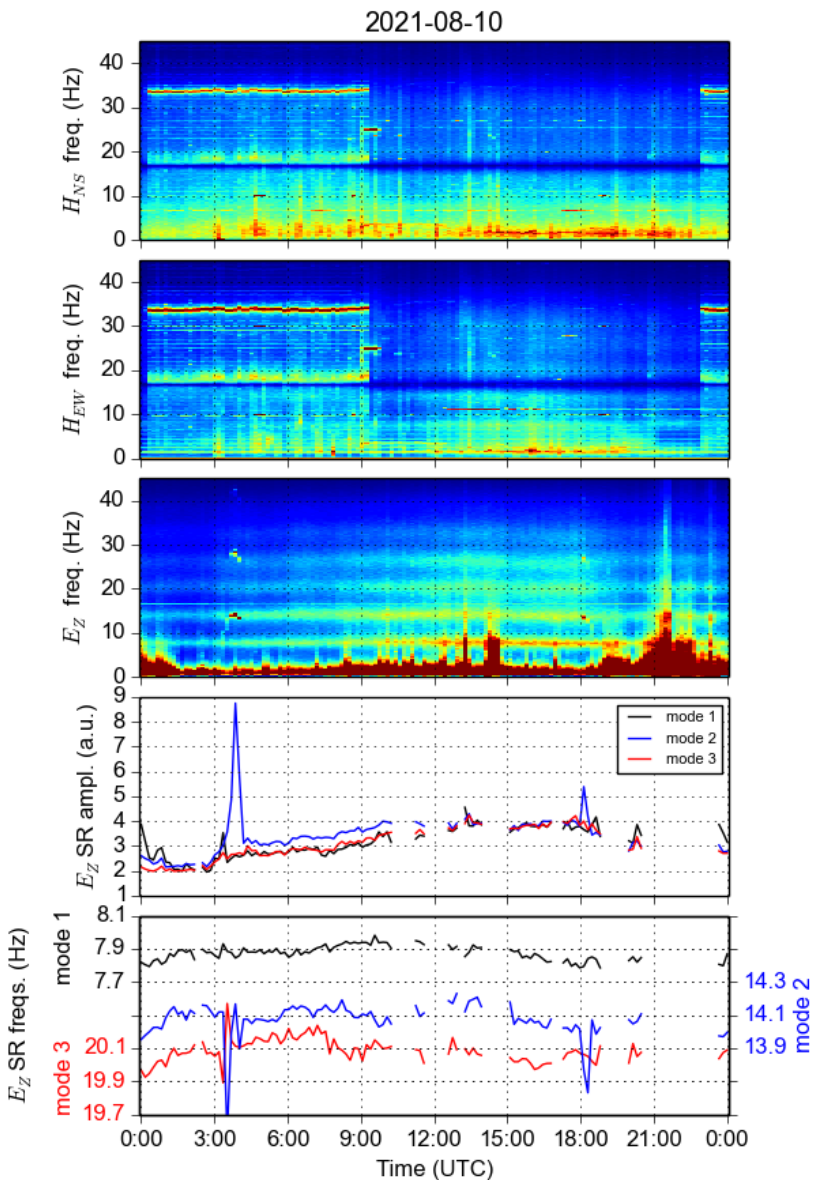 2021-08-10
40
30
20
10
0
H_NS freq. (Hz)
40
30
20
10
0
H_EW freq. (Hz)
40
30
20
10
0
E_Z freq. (Hz)
9
8
7
6
5
4
3
2
1
E_Z SR ampl. (a.u.)
mode 1
mode 2
mode 3
8.1
7.9
7.7
mode 1
20.1
19.9
19.7
mode 3
E_Z SR freqs. (Hz)
14.3
14.1
13.9
mode 2
0:00 3:00 6:00 9:00 12:00 15:00 18:00 21:00 0:00
Time (UTC)